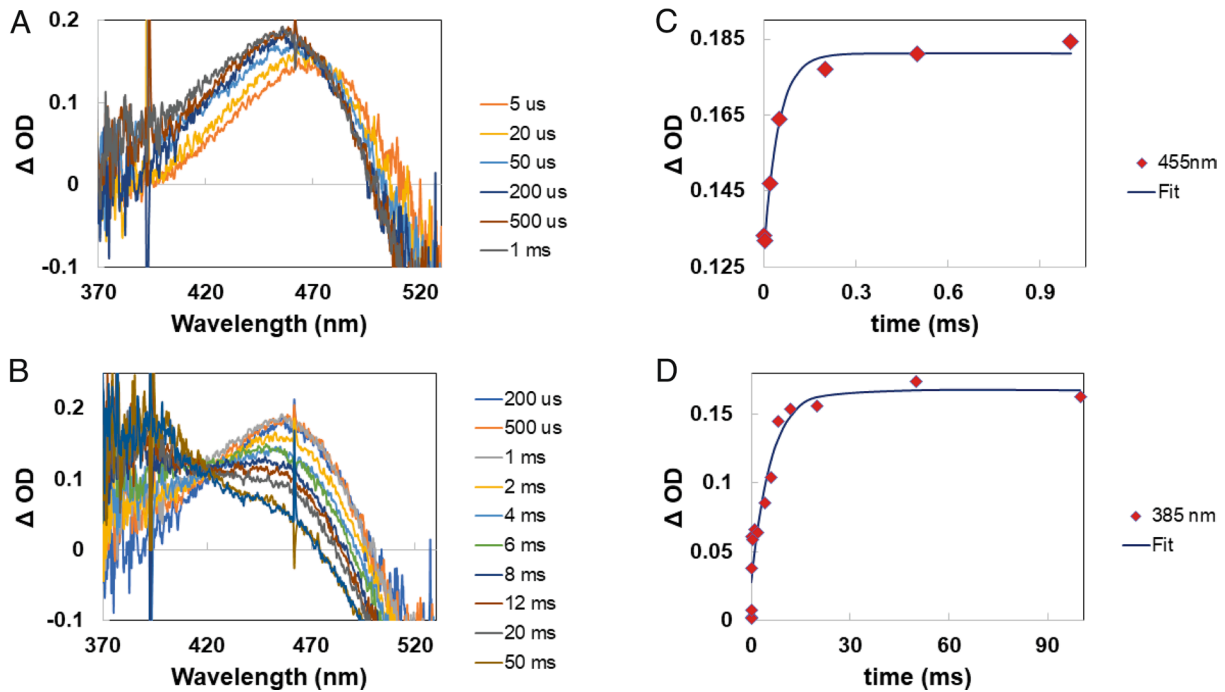 A
0.2
0.1
0
-0.1
Δ OD
370 420 470 520
Wavelength (nm)
5 us
20 us
50 us
200 us
500 us
1 ms
C
0.185
0.165
0.145
0.125
Δ OD
0 0.3 0.6 0.9
time (ms)
455nm
Fit
B
0.2
0.1
0
-0.1
Δ OD
370 420 470 520
Wavelength (nm)
200 us
500 us
1 ms
2 ms
4 ms
6 ms
8 ms
12 ms
20 ms
50 ms
D
0.15
0.1
0.05
0
Δ OD
0 30 60 90
time (ms)
385 nm
Fit